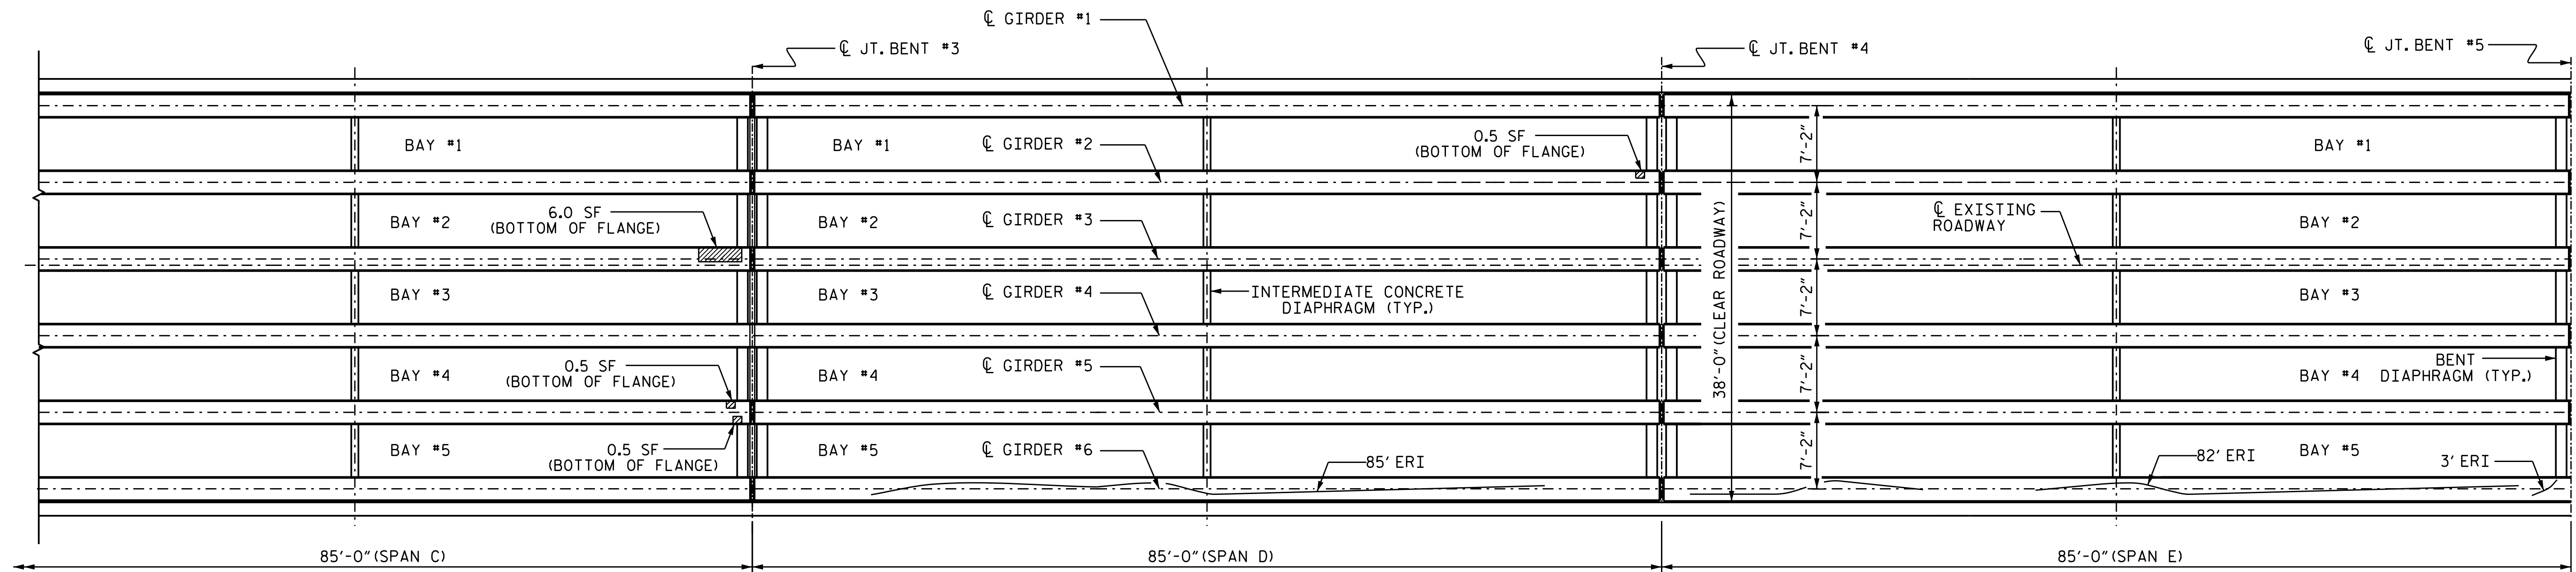 ℄ GIRDER #1
℄ JT. BENT #3
℄ JT. BENT #4
℄ JT. BENT #5
BAY #1
BAY #1
℄ GIRDER #2
0.5 SF
(BOTTOM OF FLANGE)
7'-2"
BAY #1
6.0 SF
(BOTTOM OF FLANGE)
BAY #2
BAY #2
℄ GIRDER #3
38'-0" (CLEAR ROADWAY)
7'-2"
℄ EXISTING
ROADWAY
BAY #2
BAY #3
BAY #3
℄ GIRDER #4
INTERMEDIATE CONCRETE
DIAPHRAGM (TYP.)
7'-2"
BAY #3
BAY #4
0.5 SF
(BOTTOM OF FLANGE)
BAY #4
℄ GIRDER #5
7'-2"
BAY #4
BENT
DIAPHRAGM (TYP.)
BAY #5
0.5 SF
(BOTTOM OF FLANGE)
BAY #5
℄ GIRDER #6
85' ERI
7'-2"
82' ERI
BAY #5
3' ERI
85'-0" (SPAN C)
85'-0" (SPAN D)
85'-0" (SPAN E)